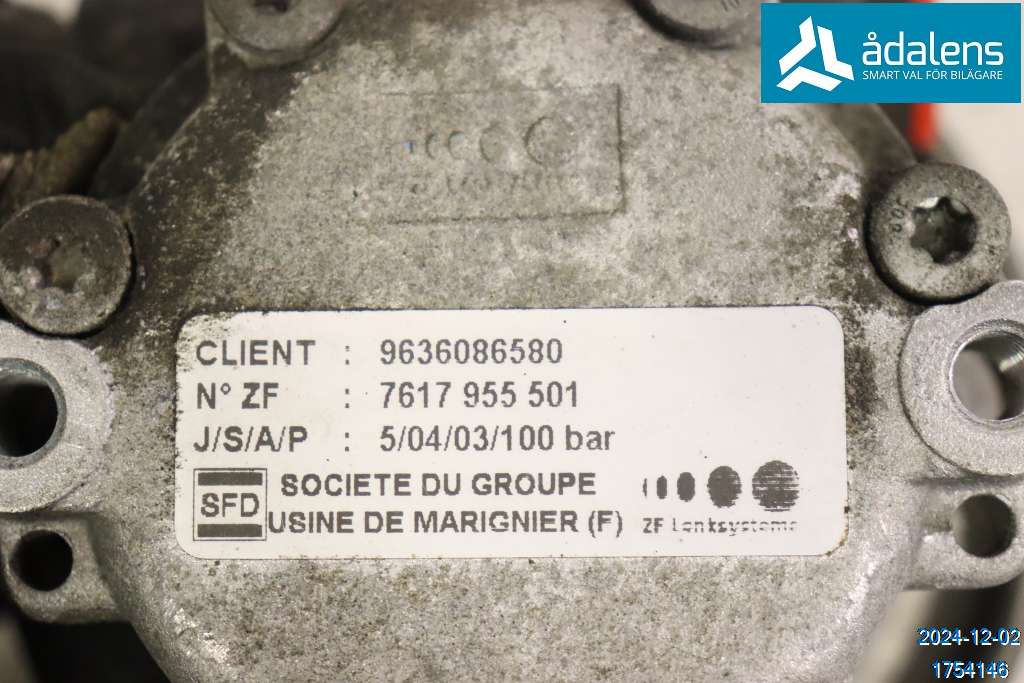 ådalens
SMART VAL FÖR BILÄGARE
CLIENT : 9636086580
N° ZF : 7617 955 501
J/S/A/P : 5/04/03/100 bar
SFD SOCIETE DU GROUPE
USINE DE MARIGNIER (F) ZF Lenksysteme
2024-12-02
1754146